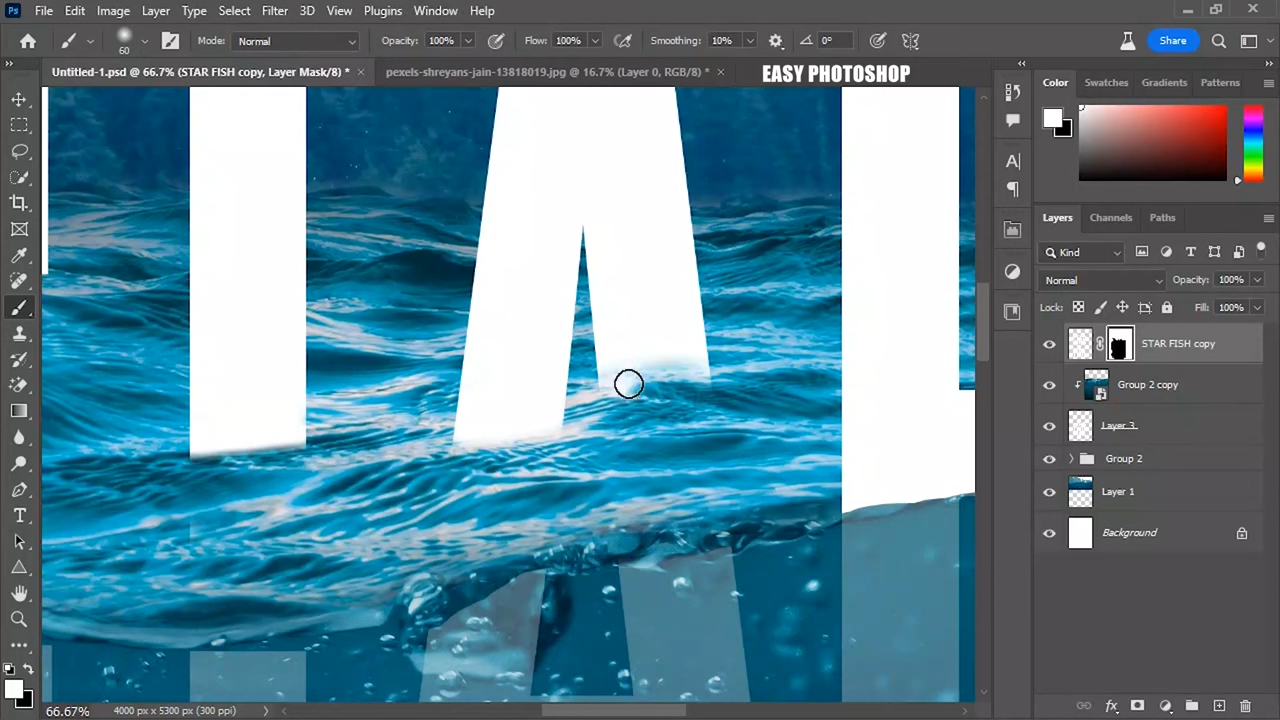 Ps File Edit Image Layer Type Select Filter 3D View Plugins Window Help
60 Mode: Normal Opacity: 100% Flow: 100% Smoothing: 10% 0° Share
Untitled-1.psd @ 66.7% (STAR FISH copy, Layer Mask/8) * × pexels-shreyans-jain-13818019.jpg @ 16.7% (Layer 0, RGB/8) * × EASY PHOTOSHOP
Color Swatches Gradients Patterns
Layers Channels Paths
Kind
Normal Opacity: 100%
Lock: Fill: 100%
STAR FISH copy
Group 2 copy
Layer 3
Group 2
Layer 1
Background
66.67% 4000 px x 5300 px (300 ppi)